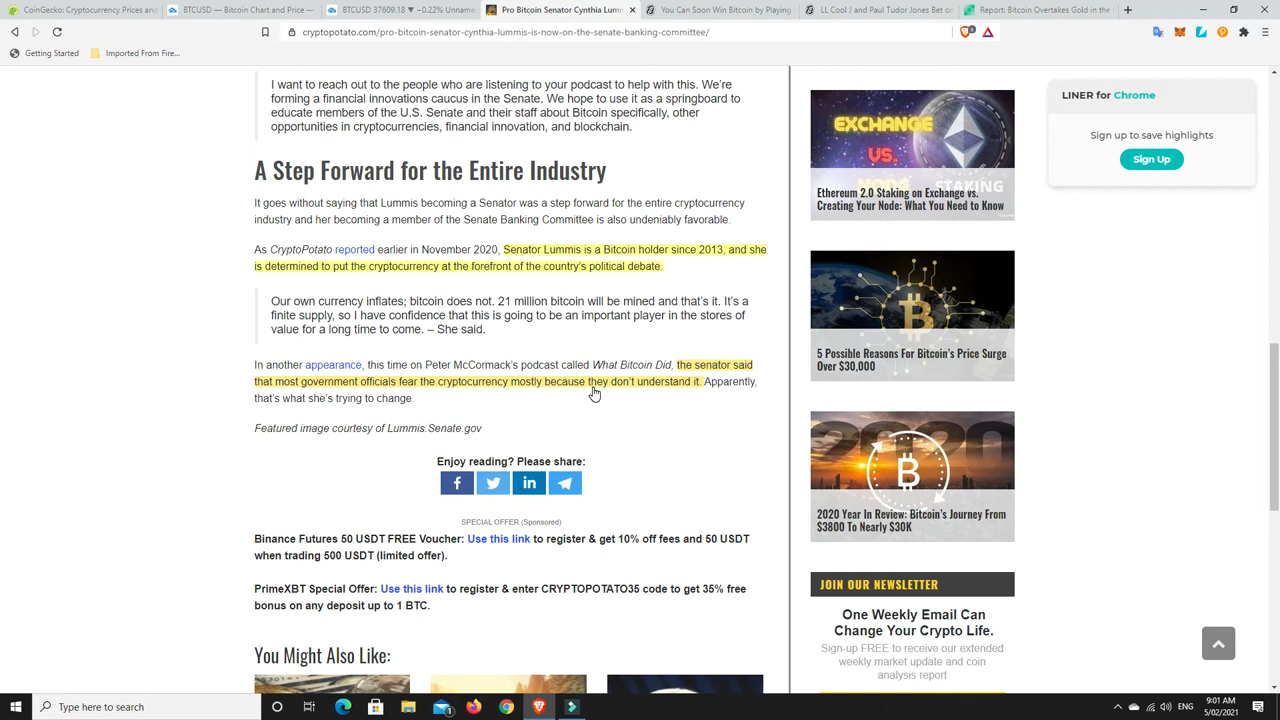 CoinGecko: Cryptocurrency Prices and
BTCUSD — Bitcoin Chart and Price —
BTCUSD 37609.18 ▼ −0.22% Unname
Pro Bitcoin Senator Cynthia Lumm
You Can Soon Win Bitcoin by Playing
LL Cool J and Paul Tudor Jones Bet on
Report: Bitcoin Overtakes Gold in the
cryptopotato.com/pro-bitcoin-senator-cynthia-lummis-is-now-on-the-senate-banking-committee/
Getting Started
Imported From Fire...
I want to reach out to the people who are listening to your podcast to help with this. We’re
forming a financial innovations caucus in the Senate. We hope to use it as a springboard to
educate members of the U.S. Senate and their staff about Bitcoin specifically, other
opportunities in cryptocurrencies, financial innovation, and blockchain.
A Step Forward for the Entire Industry
It goes without saying that Lummis becoming a Senator was a step forward for the entire cryptocurrency
industry and her becoming a member of the Senate Banking Committee is also undeniably favorable.
As CryptoPotato reported earlier in November 2020, Senator Lummis is a Bitcoin holder since 2013, and she
is determined to put the cryptocurrency at the forefront of the country’s political debate.
Our own currency inflates; bitcoin does not. 21 million bitcoin will be mined and that’s it. It’s a
finite supply, so I have confidence that this is going to be an important player in the stores of
value for a long time to come. – She said.
In another appearance, this time on Peter McCormack’s podcast called What Bitcoin Did, the senator said
that most government officials fear the cryptocurrency mostly because they don’t understand it. Apparently,
that’s what she’s trying to change.
Featured image courtesy of Lummis.Senate.gov
Enjoy reading? Please share:
SPECIAL OFFER (Sponsored)
Binance Futures 50 USDT FREE Voucher: Use this link to register & get 10% off fees and 50 USDT
when trading 500 USDT (limited offer).
PrimeXBT Special Offer: Use this link to register & enter CRYPTOPOTATO35 code to get 35% free
bonus on any deposit up to 1 BTC.
You Might Also Like:
EXCHANGE
VS.
STAKING
Ethereum 2.0 Staking on Exchange vs.
Creating Your Node: What You Need to Know
5 Possible Reasons For Bitcoin’s Price Surge
Over $30,000
2020
2020 Year In Review: Bitcoin’s Journey From
$3800 To Nearly $30K
JOIN OUR NEWSLETTER
One Weekly Email Can
Change Your Crypto Life.
Sign-up FREE to receive our extended
weekly market update and coin
analysis report
LINER for Chrome
Sign up to save highlights
Sign Up
Type here to search
ENG
9:01 AM
5/02/2021